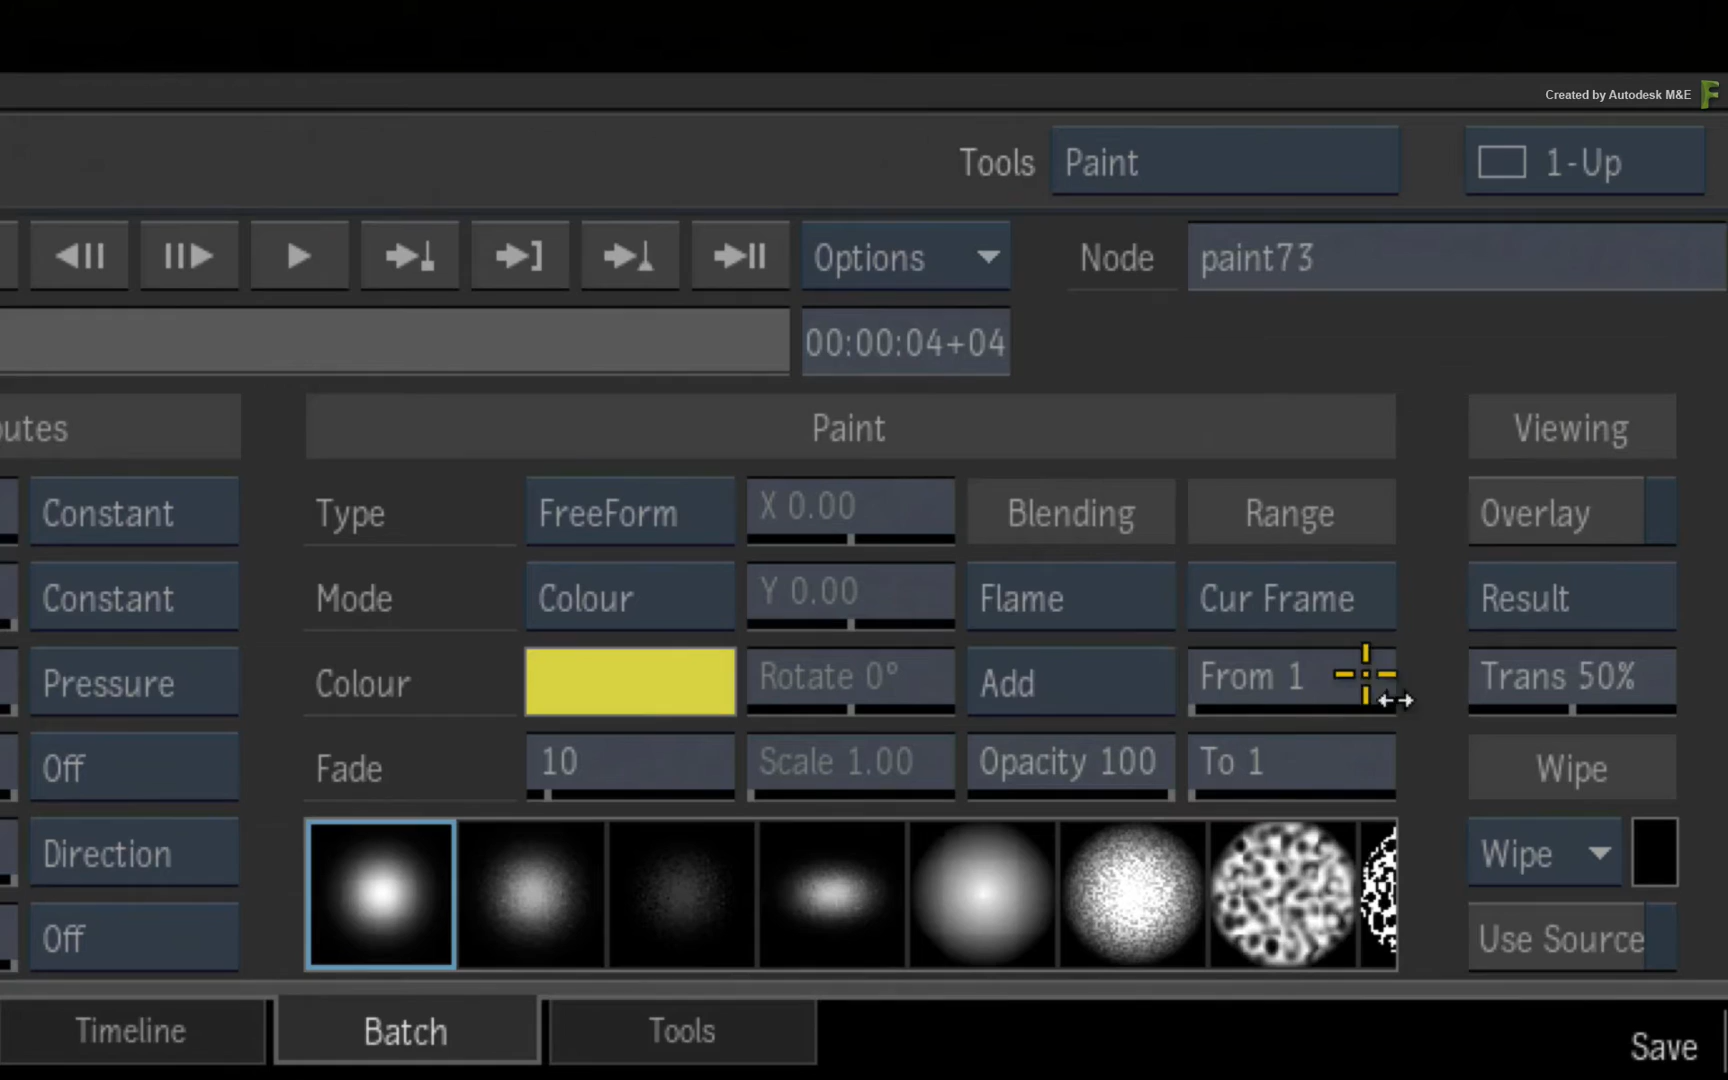 Created by Autodesk M&E
Tools Paint 1-Up
Options Node paint73
00:00:04+04
Paint Viewing
Constant Type FreeForm X 0.00 Blending Range Overlay
Constant Mode Colour Y 0.00 Flame Cur Frame Result
Pressure Colour Rotate 0° Add From 1 Trans 50%
Off Fade 10 Scale 1.00 Opacity 100 To 1 Wipe
Direction Wipe
Off Use Source
Timeline Batch Tools Save